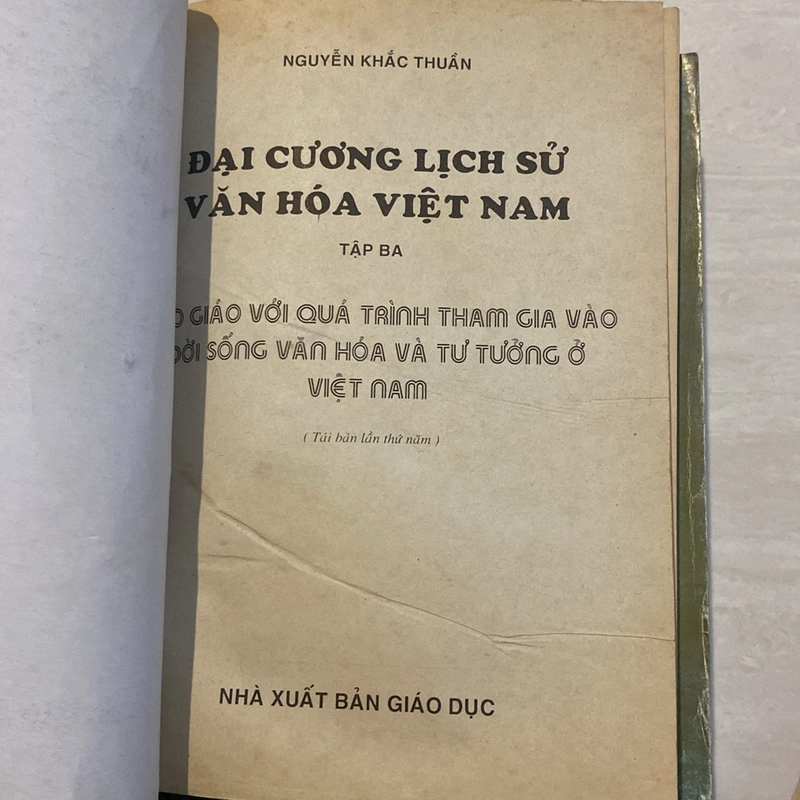 NGUYỄN KHẮC THUẦN
ĐẠI CƯƠNG LỊCH SỬ
VĂN HÓA VIỆT NAM
TẬP BA
GIÁO VỚI QUÁ TRÌNH THAM GIA VÀO
ĐỜI SỐNG VĂN HÓA VÀ TƯ TƯỞNG Ở
VIỆT NAM
( Tái bản lần thứ năm )
NHÀ XUẤT BẢN GIÁO DỤC